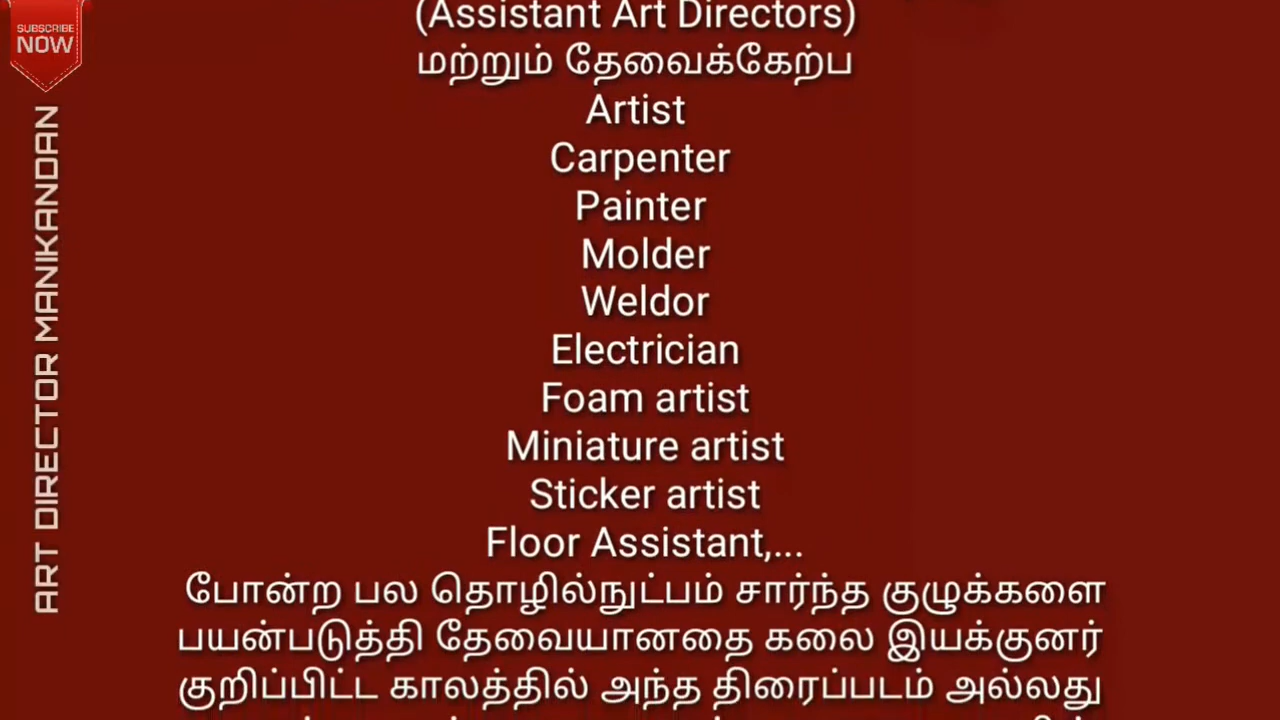 SUBSCRIBE
NOW
ART DIRECTOR MANIKANDAN
(Assistant Art Directors)
மற்றும் தேவைக்கேற்ப
Artist
Carpenter
Painter
Molder
Weldor
Electrician
Foam artist
Miniature artist
Sticker artist
Floor Assistant,...
போன்ற பல தொழில்நுட்பம் சார்ந்த குழுக்களை
பயன்படுத்தி தேவையானதை கலை இயக்குனர்
குறிப்பிட்ட காலத்தில் அந்த திரைப்படம் அல்லது